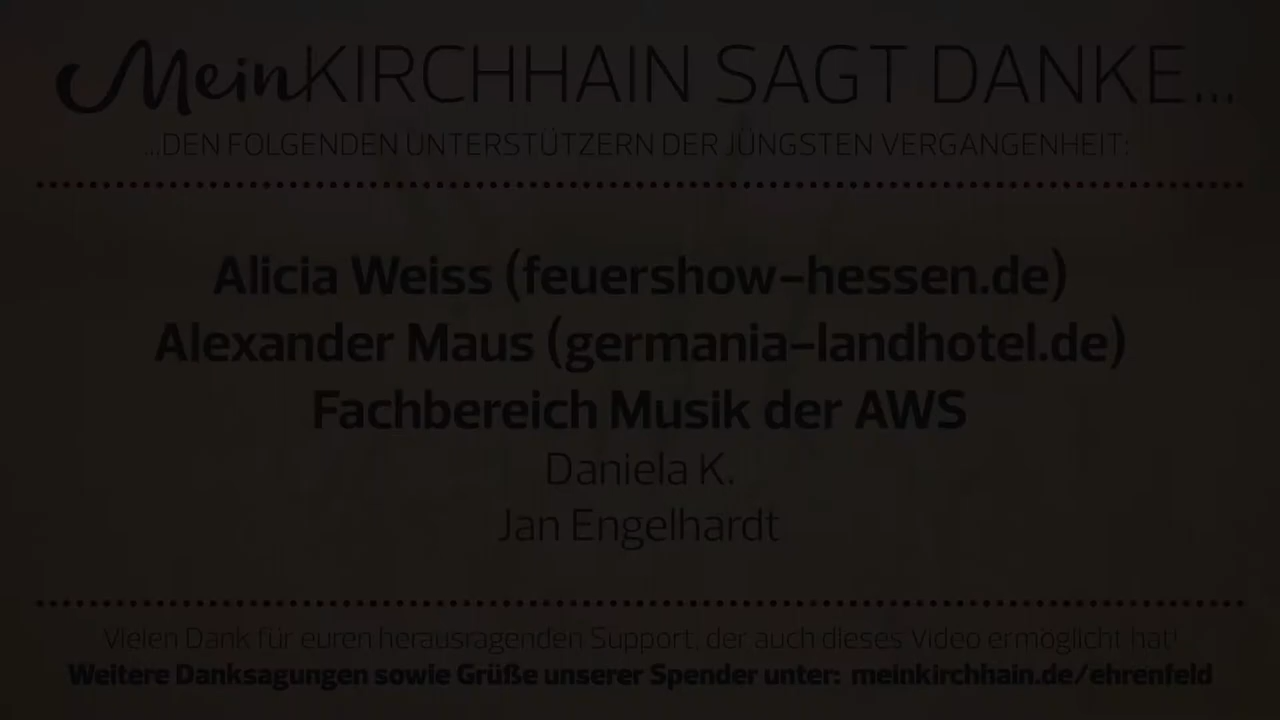 MeinKIRCHHAIN SAGT DANKE...
...DEN FOLGENDEN UNTERSTÜTZERN DER JÜNGSTEN VERGANGENHEIT:
Alicia Weiss (feuershow-hessen.de)
Alexander Maus (germania-landhotel.de)
Fachbereich Musik der AWS
Daniela K.
Jan Engelhardt
Vielen Dank für euren herausragenden Support, der auch dieses Video ermöglicht hat!
Weitere Danksagungen sowie Grüße unserer Spender unter: meinkirchhain.de/ehrenfeld